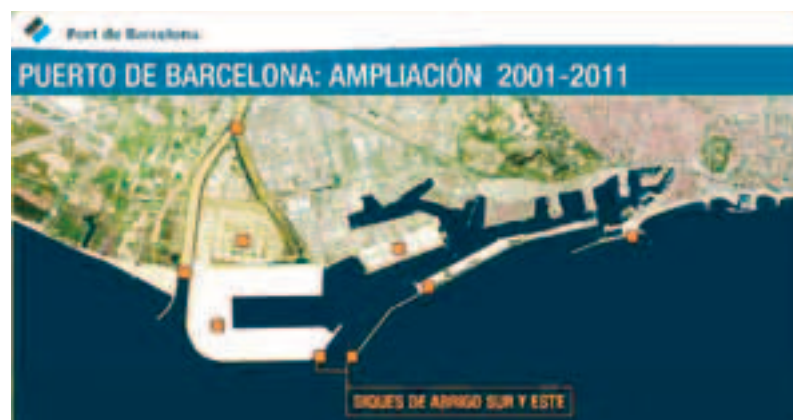 Port de Barcelona
PUERTO DE BARCELONA: AMPLIACIÓN 2001-2011
DIQUES DE ABRIGO SUR Y ESTE